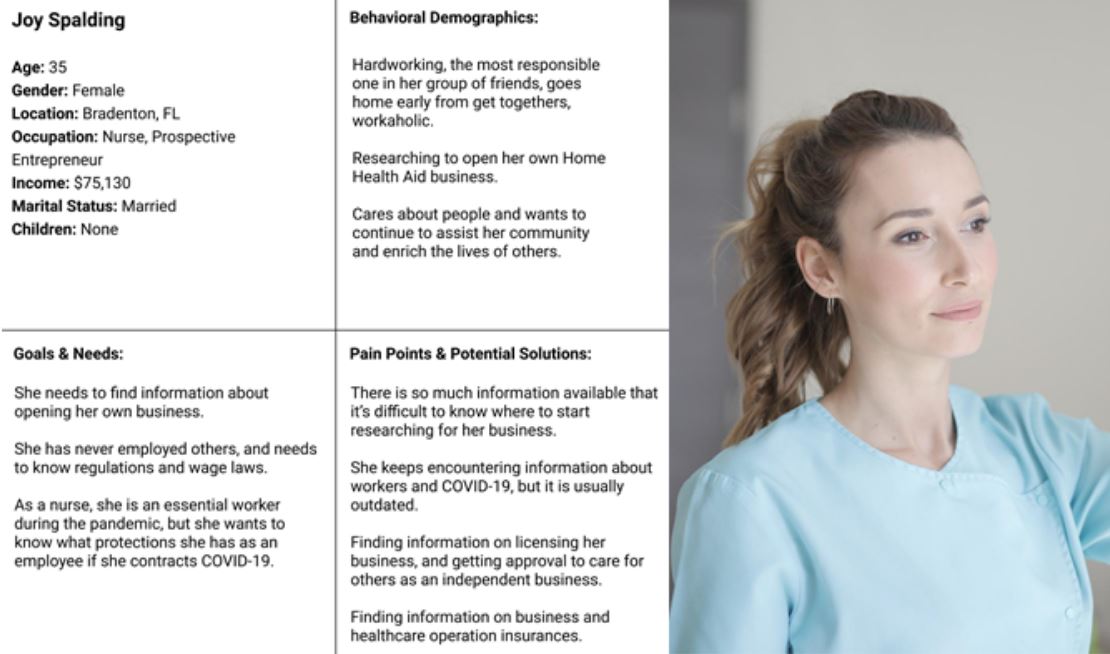 Joy Spalding
Age: 35
Gender: Female
Location: Bradenton, FL
Occupation: Nurse, Prospective
Entrepreneur
Income: $75,130
Marital Status: Married
Children: None
Behavioral Demographics:
Hardworking, the most responsible
one in her group of friends, goes
home early from get togethers,
workaholic.
Researching to open her own Home
Health Aid business.
Cares about people and wants to
continue to assist her community
and enrich the lives of others.
Goals & Needs:
She needs to find information about
opening her own business.
She has never employed others, and needs
to know regulations and wage laws.
As a nurse, she is an essential worker
during the pandemic, but she wants to
know what protections she has as an
employee if she contracts COVID-19.
Pain Points & Potential Solutions:
There is so much information available that
it's difficult to know where to start
researching for her business.
She keeps encountering information about
workers and COVID-19, but it is usually
outdated.
Finding information on licensing her
business, and getting approval to care for
others as an independent business.
Finding information on business and
healthcare operation insurances.